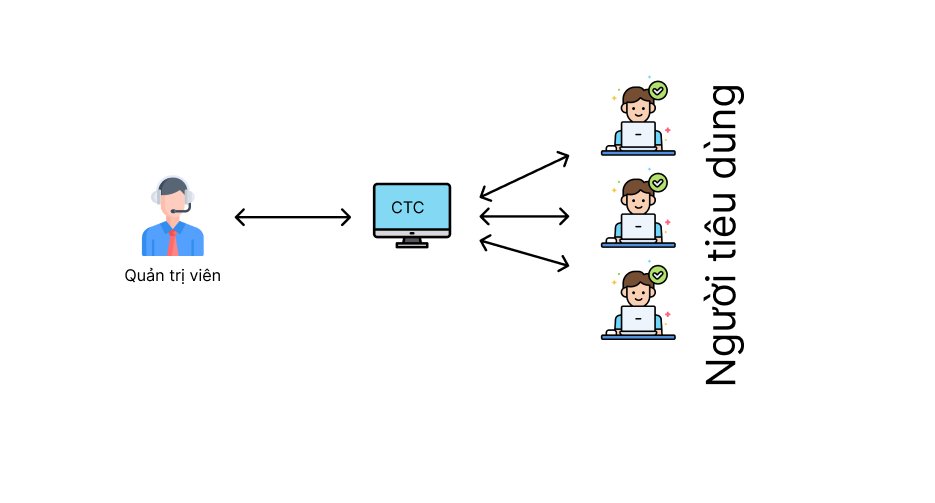 CTC
Quản trị viên
Người tiêu dùng